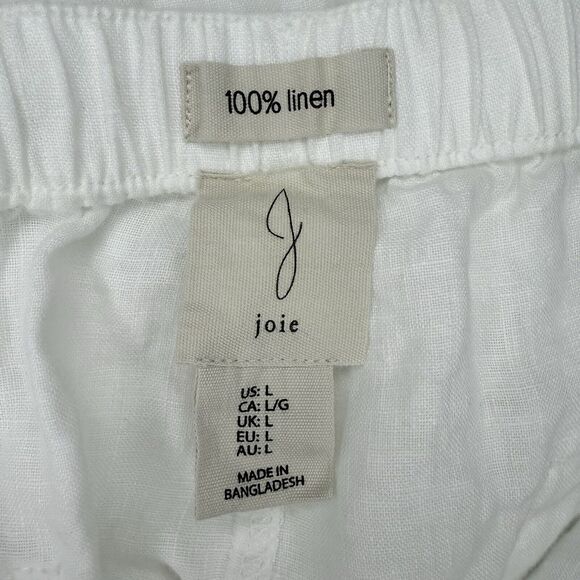 100% linen
J
joie
US: L
CA: L/G
UK: L
EU: L
AU: L
MADE IN
BANGLADESH